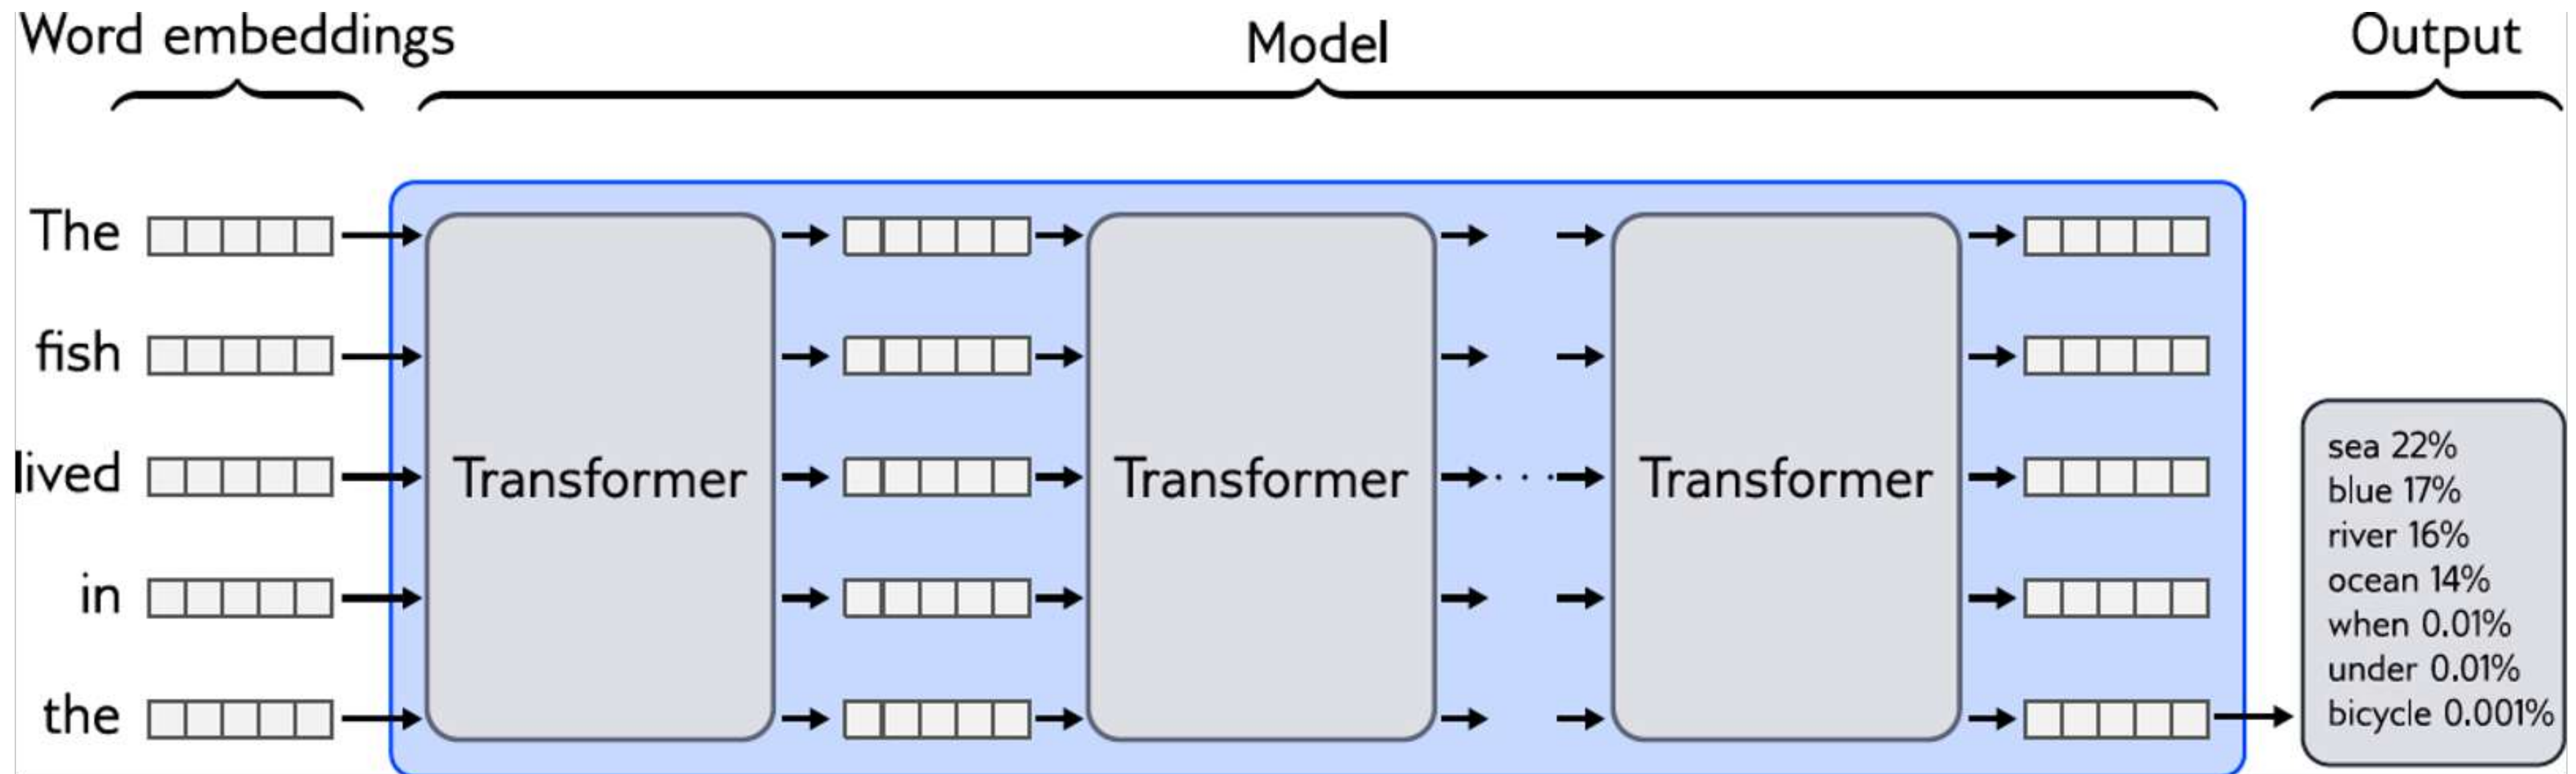 Word embeddings
Model
Output
The
fish
lived
in
the
Transformer
Transformer
. . .
Transformer
sea 22%
blue 17%
river 16%
ocean 14%
when 0.01%
under 0.01%
bicycle 0.001%